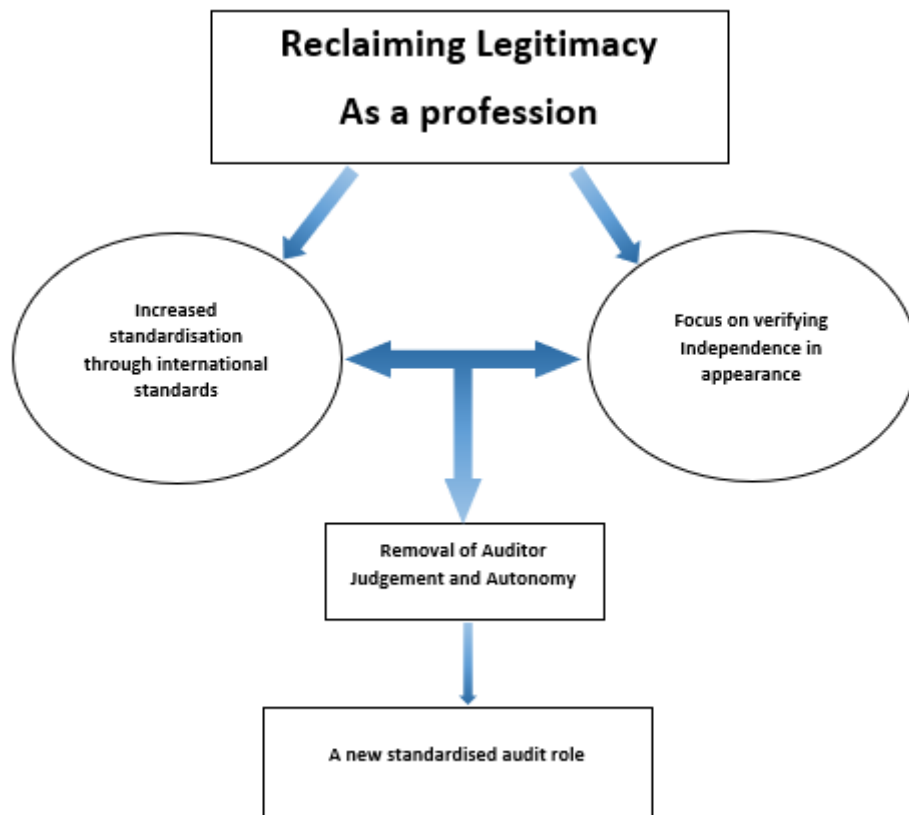 Reclaiming Legitimacy
As a profession
Increased
standardisation
through international
standards
Focus on verifying
Independence in
appearance
Removal of Auditor
Judgement and Autonomy
A new standardised audit role